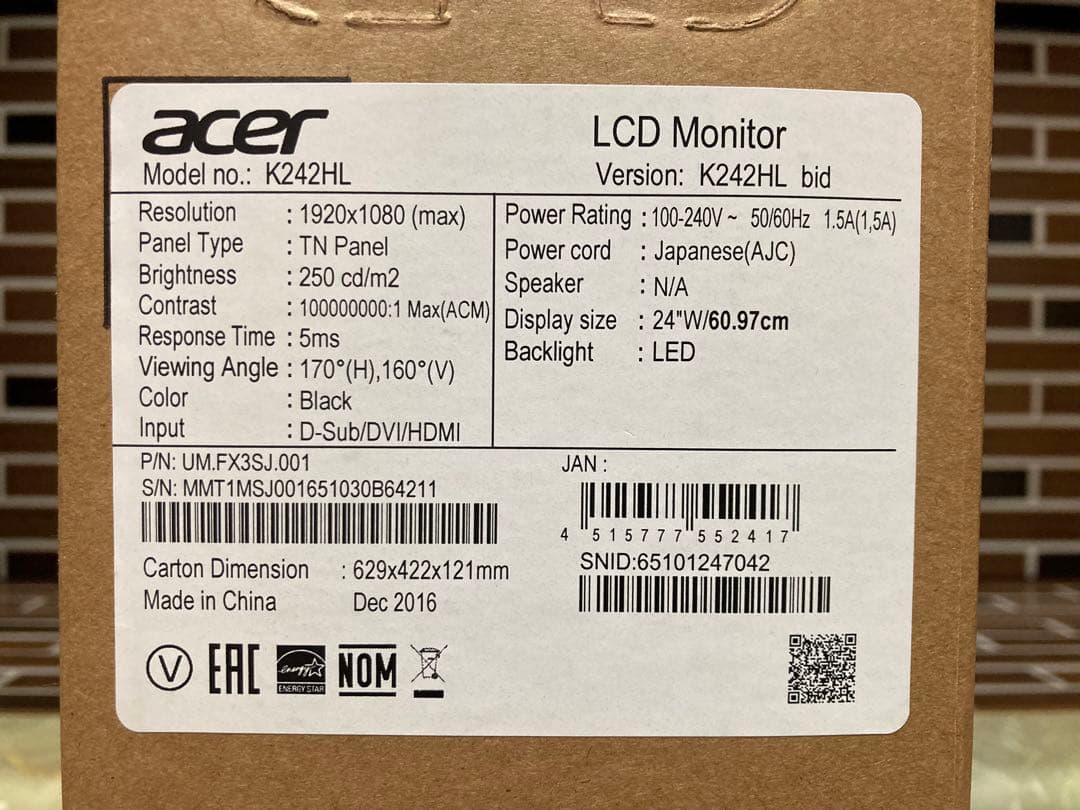 acer
LCD Monitor
Model no.: K242HL
Version: K242HL bid
Resolution : 1920x1080 (max)
Panel Type : TN Panel
Brightness : 250 cd/m2
Contrast : 100000000:1 Max(ACM)
Response Time : 5ms
Viewing Angle : 170°(H),160°(V)
Color : Black
Input : D-Sub/DVI/HDMI
Power Rating : 100-240V ~ 50/60Hz 1.5A(1,5A)
Power cord : Japanese(AJC)
Speaker : N/A
Display size : 24"W/60.97cm
Backlight : LED
P/N: UM.FX3SJ.001
S/N: MMT1MSJ001651030B64211
JAN :
4 515777 552417
SNID:65101247042
Carton Dimension : 629x422x121mm
Made in China Dec 2016
V
EAC
energy
ENERGY STAR
NOM